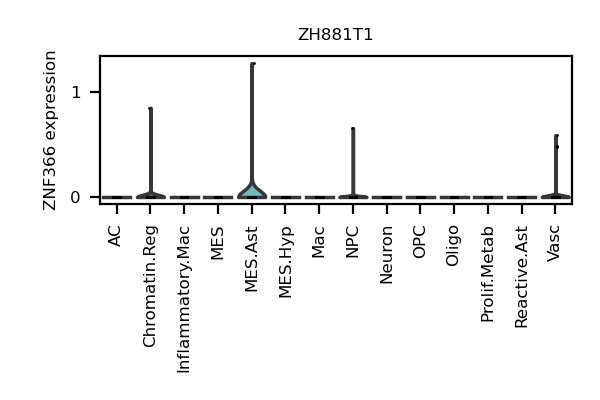 ZH881T1
ZNF366 expression
1
0
AC
Chromatin.Reg
Inflammatory.Mac
MES
MES.Ast
MES.Hyp
Mac
NPC
Neuron
OPC
Oligo
Prolif.Metab
Reactive.Ast
Vasc